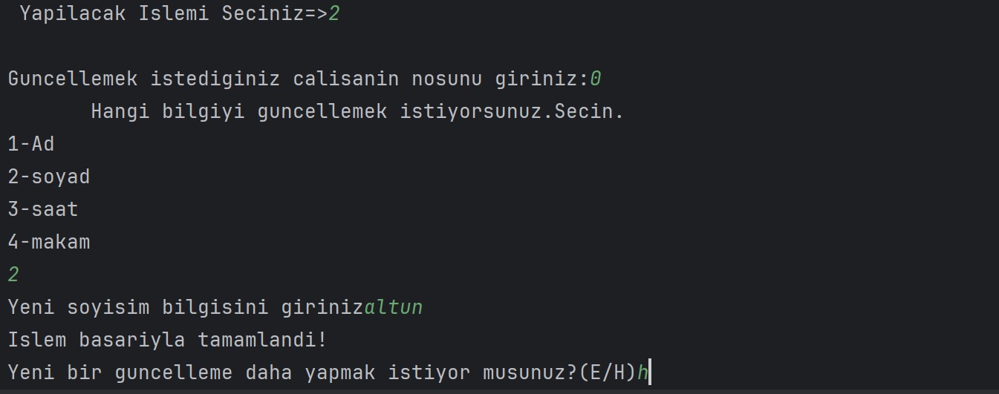 Yapilacak Islemi Seciniz=>2
Guncellemek istediginiz calisanin nosunu giriniz:0
Hangi bilgiyi guncellemek istiyorsunuz.Secin.
1-Ad
2-soyad
3-saat
4-makam
2
Yeni soyisim bilgisini girinizaltun
Islem basariyla tamamlandi!
Yeni bir guncelleme daha yapmak istiyor musunuz?(E/H)h